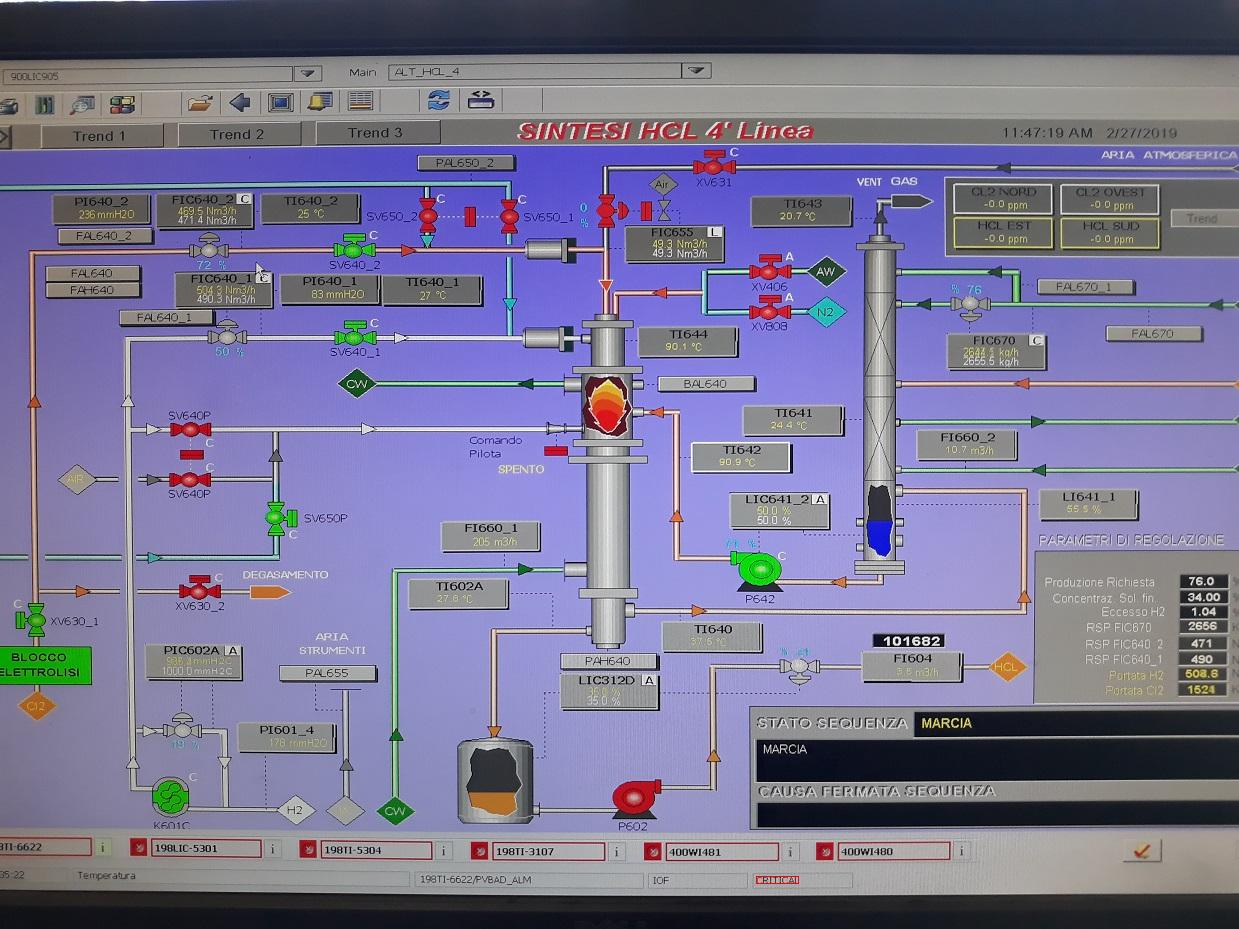 900LIC905
Main
ALT_HCL_4
Trend 1
Trend 2
Trend 3
SINTESI HCL 4' Linea
11:47:19 AM 2/27/2019
ARIA ATMOSFERICA
PAL650_2
C
XV631
VENT GAS
CL2 NORD
-0.0 ppm
CL2 OVEST
-0.0 ppm
HCL EST
-0.0 ppm
HCL SUD
-0.0 ppm
Trend
PI640_2
236 mmH2O
FIC640_2 C
469.5 Nm3/h
471.4 Nm3/h
TI640_2
25 °C
FAL640_2
SV650_2
C
C
SV650_1
C
0
%
Air
TI643
20.7 °C
FIC655 L
49.3 Nm3/h
49.3 Nm3/h
72 %
C
SV640_2
FAL640
FAH640
FIC640_1 C
504.3 Nm3/h
490.3 Nm3/h
PI640_1
83 mmH2O
TI640_1
27 °C
A
XV406
AW
A
XV808
N2
FAL640_1
50 %
C
SV640_1
TI644
90.1 °C
% 76
FAL670_1
FAL670
FIC670 C
2644.1 kg/h
2655.5 kg/h
CW
BAL640
SV640P
C
Comando
Pilota
SPENTO
TI641
24.4 °C
TI642
90.9 °C
FI660_2
10.7 m3/h
AIR
SV640P
C
SV650P
C
LIC641_2 A
50.0 %
50.0 %
LI641_1
55.5 %
FI660_1
205 m3/h
C
P642
DEGASAMENTO
C
XV630_2
C
XV630_1
TI602A
27.6 °C
TI640
37.5 °C
BLOCCO
ELETTROLISI
Cl2
ARIA
STRUMENTI
PAL655
PIC602A A
1000.0 mmH2C
PAH640
LIC312D A
35.0 %
35.0 %
101682
FI604
HCL
PARAMETRI DI REGOLAZIONE
Produzione Richiesta 76.0
Concentraz. Sol. fin.. 34.00
Eccesso H2 1.04
RSP FIC670 2656
RSP FIC640_2 471
RSP FIC640_1 490
Portata H2 508.6
Portata Cl2 1524
PI601_4
178 mmH2O
C
K601C
H2
CW
P602
STATO SEQUENZA MARCIA
MARCIA
CAUSA FERMATA SEQUENZA
TI-6622
198LIC-5301
198TI-5304
198TI-3107
400WI481
400WI480
35:22
Temperatura
198TI-6622/PVBAD_ALM
IOF
CRITICAL